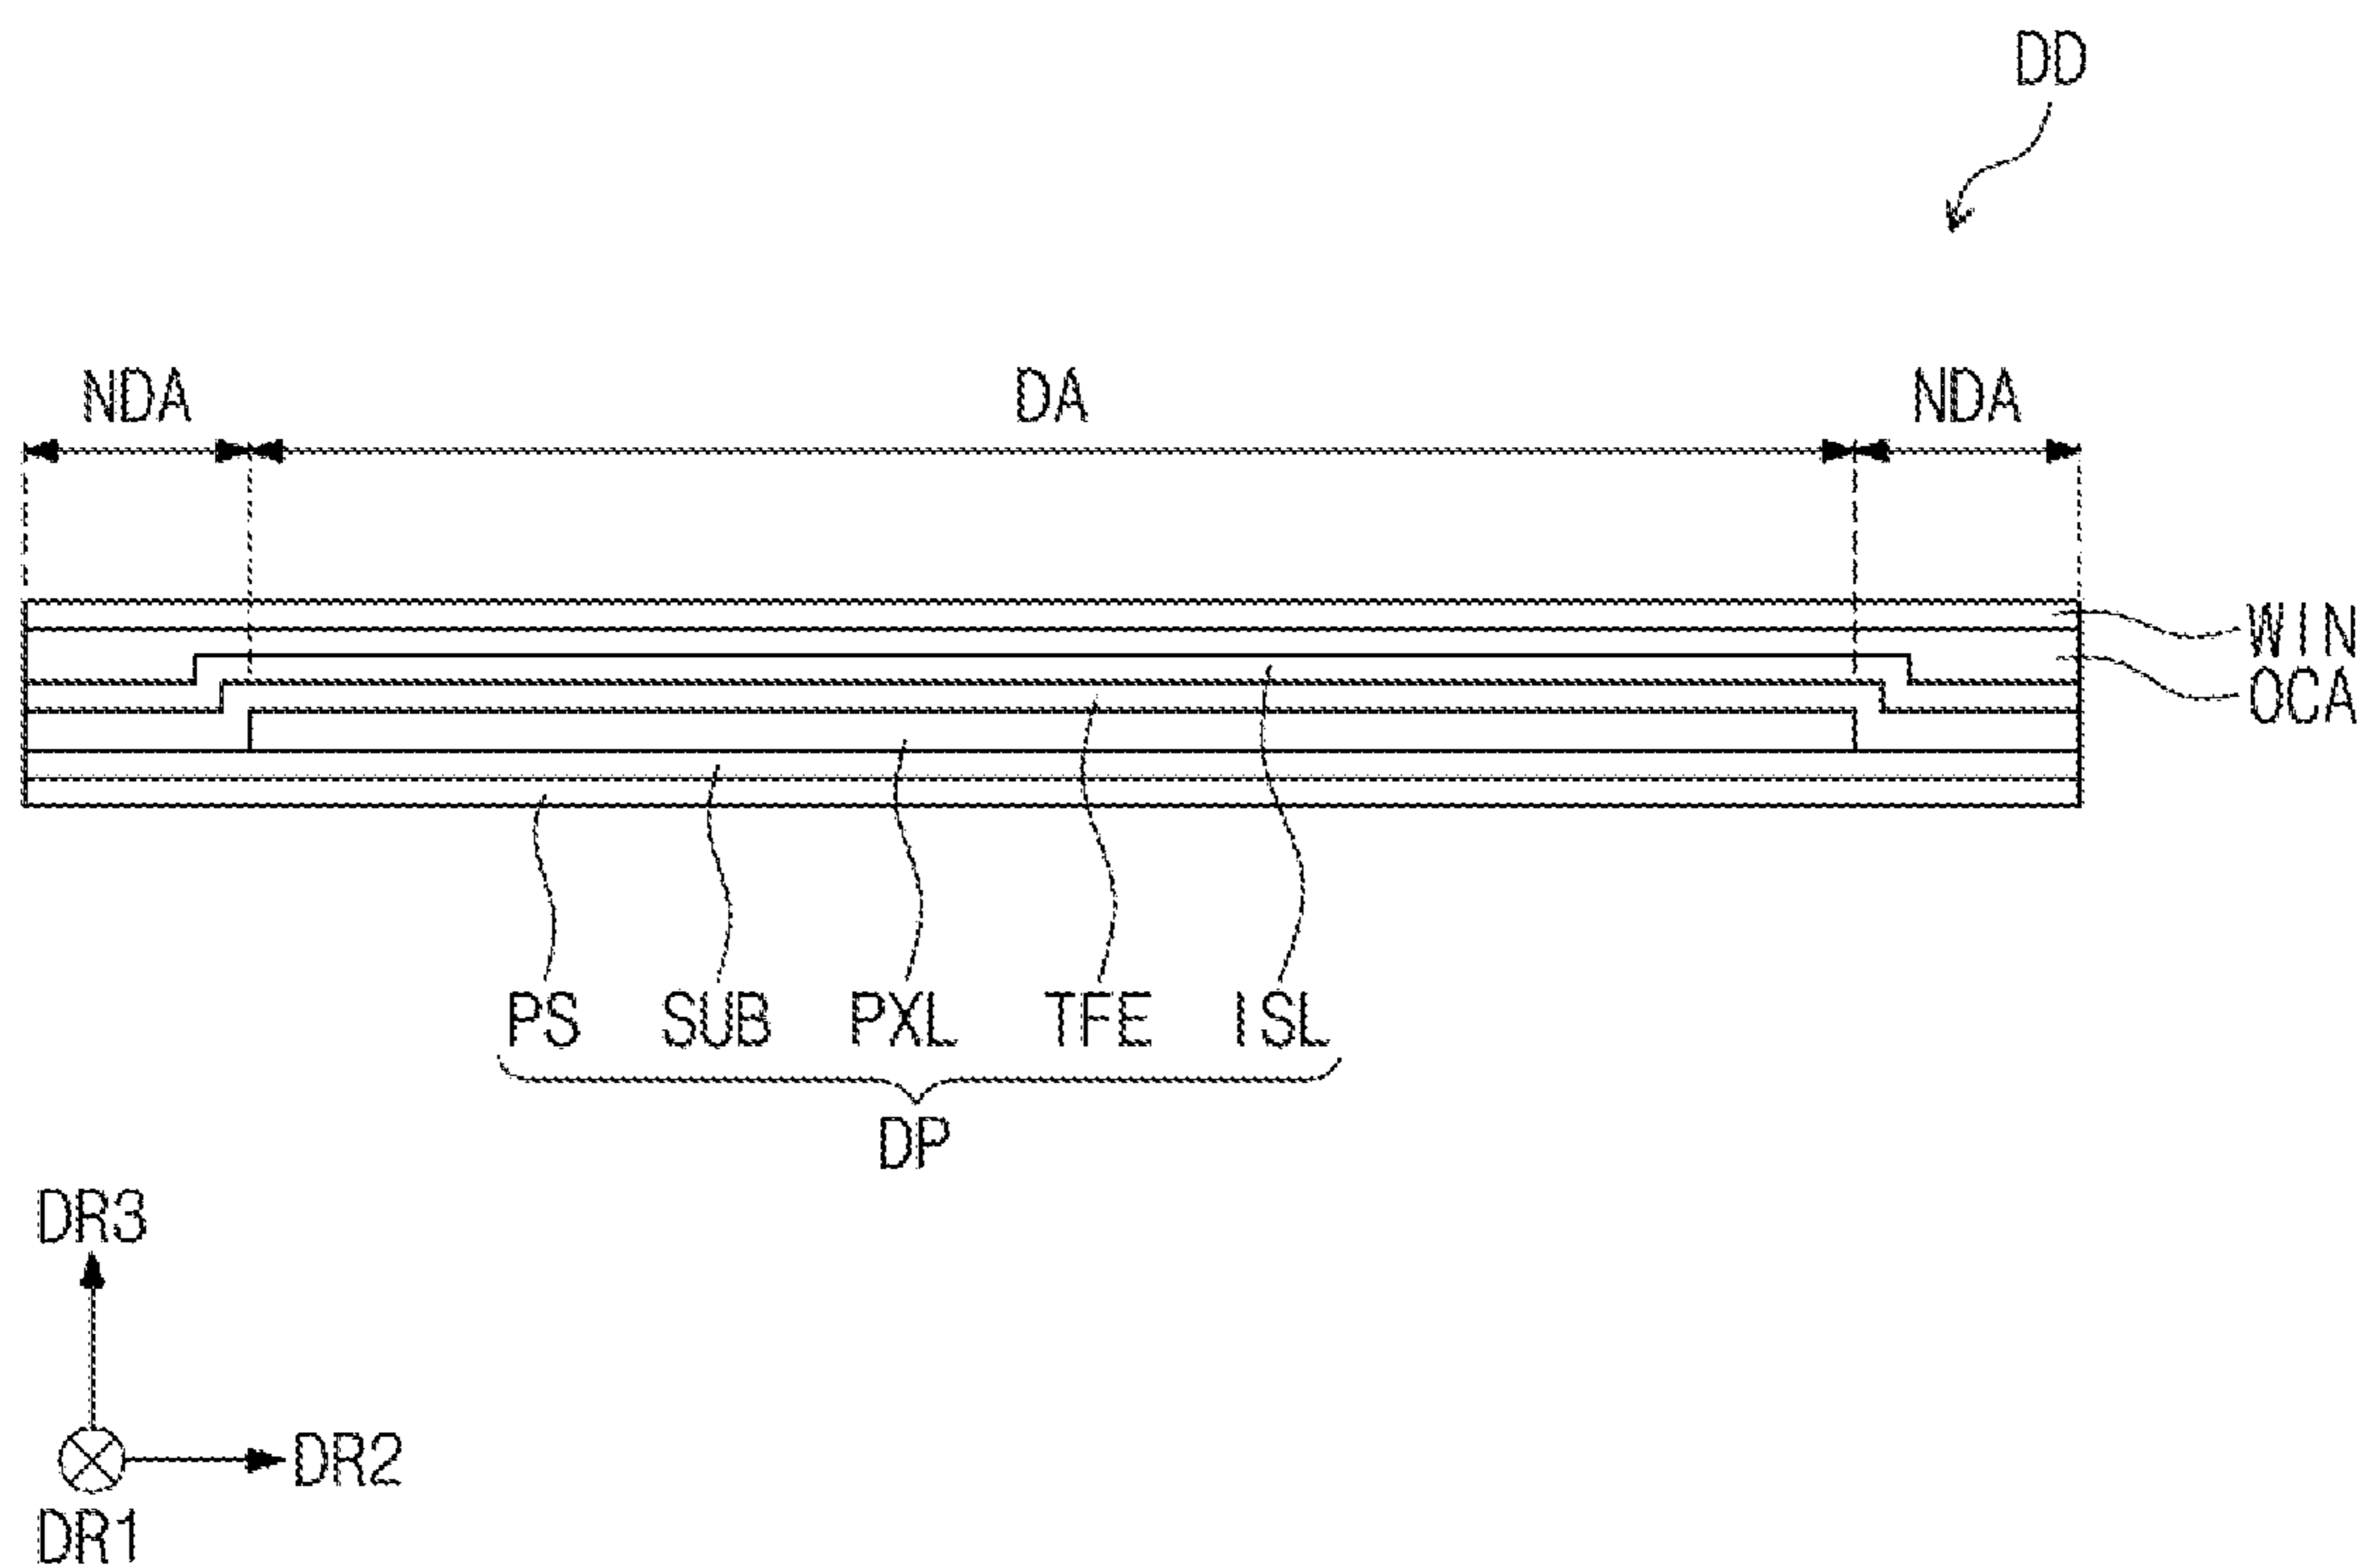 DD
NDA DA NDA
WIN
OCA
PS SUB PXL TFE ISL
DP
DR3
DR2
DR1